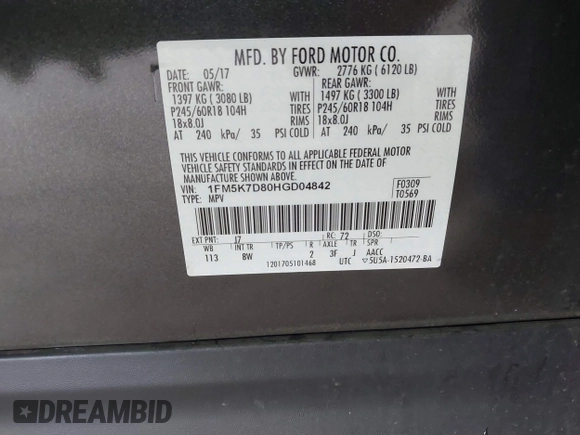 MFD. BY FORD MOTOR CO.
DATE: 05/17 GVWR: 2776 KG ( 6120 LB)
FRONT GAWR: REAR GAWR:
1397 KG ( 3080 LB) WITH 1497 KG ( 3300 LB) WITH
P245/60R18 104H TIRES P245/60R18 104H TIRES
18x8.0J RIMS 18x8.0J RIMS
AT 240 kPa/ 35 PSI COLD AT 240 kPa/ 35 PSI COLD
THIS VEHICLE CONFORMS TO ALL APPLICABLE FEDERAL MOTOR
VEHICLE SAFETY STANDARDS IN EFFECT ON THE DATE OF
MANUFACTURE SHOWN ABOVE.
VIN: 1FM5K7D80HGD04842 F0309
TYPE: MPV T0569
EXT PNT: J7 RC: 72 DSO:
WB INT TR TP/PS R AXLE TR SPR
113 8W 2 3F J AACC
1201705101468 UTC 5U5A-1520472-BA
DREAMBID